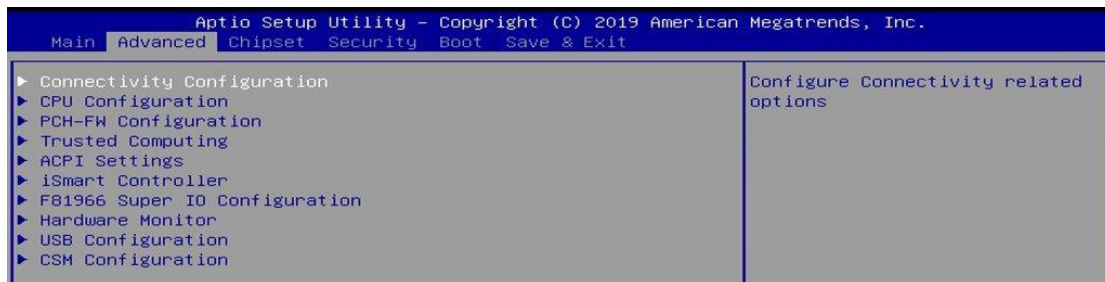 Aptio Setup Utility – Copyright (C) 2019 American Megatrends, Inc.
Main Advanced Chipset Security Boot Save & Exit
► Connectivity Configuration
► CPU Configuration
► PCH-FW Configuration
► Trusted Computing
► ACPI Settings
► iSmart Controller
► F81966 Super IO Configuration
► Hardware Monitor
► USB Configuration
► CSM Configuration
Configure Connectivity related
options